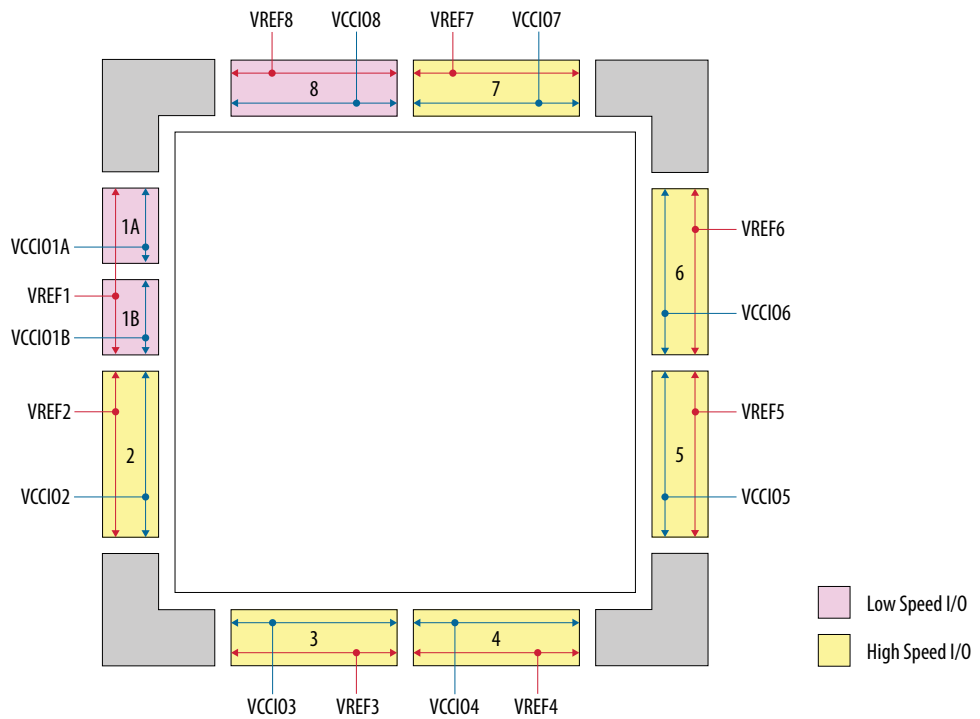 VREF8 VCCIO8 VREF7 VCCIO7
8 7
1A
VCCIO1A
VREF1
1B
VCCIO1B
VREF6
6
VCCIO6
VREF2
2
VCCIO2
VREF5
5
VCCIO5
3 4
VCCIO3 VREF3 VCCIO4 VREF4
Low Speed I/O
High Speed I/O